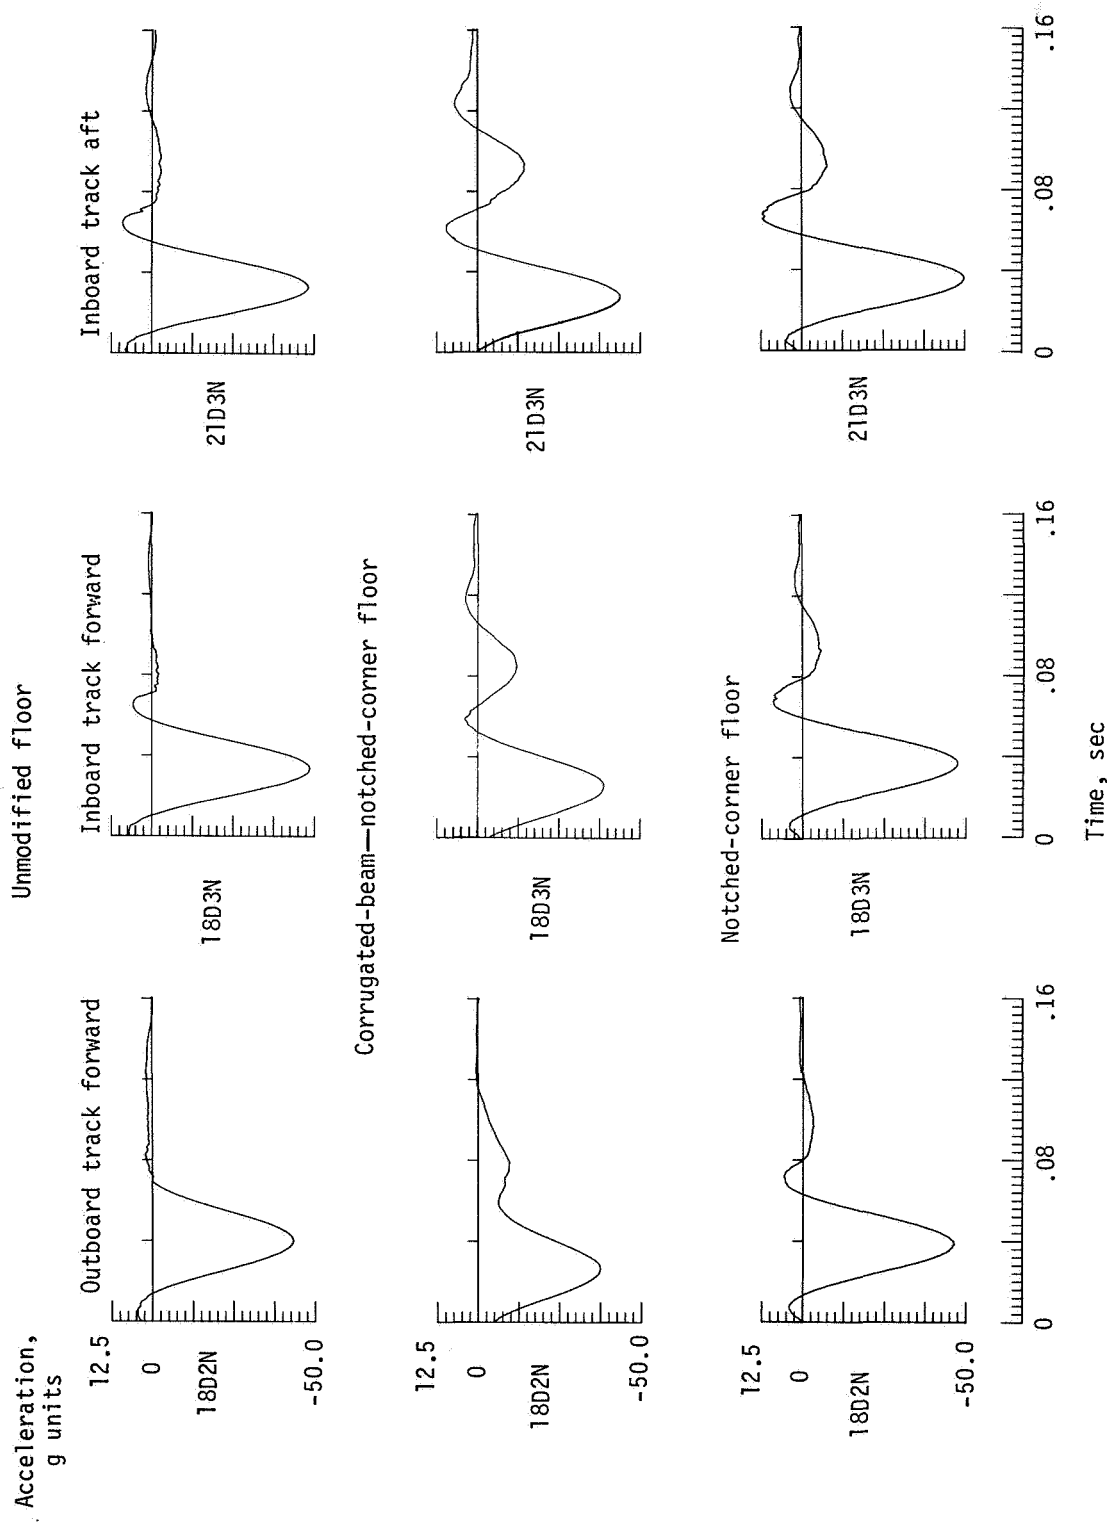 Acceleration,
g units
Unmodified floor
Outboard track forward
Inboard track forward
Inboard track aft
12.5
0
18D2N
-50.0
18D3N
21D3N
Corrugated-beam—notched-corner floor
12.5
0
18D2N
-50.0
18D3N
21D3N
Notched-corner floor
12.5
0
18D2N
-50.0
18D3N
21D3N
0 .08 .16
0 .08 .16
0 .08 .16
Time, sec